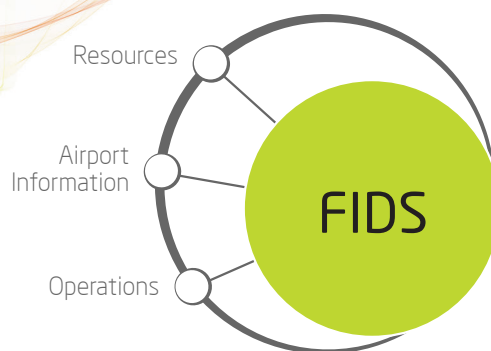 Resources
Airport
Information
FIDS
Operations